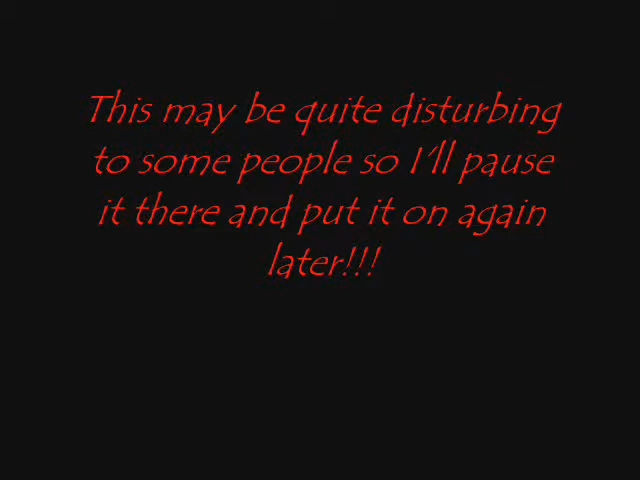 This may be quite disturbing
to some people so I'll pause
it there and put it on again
later!!!